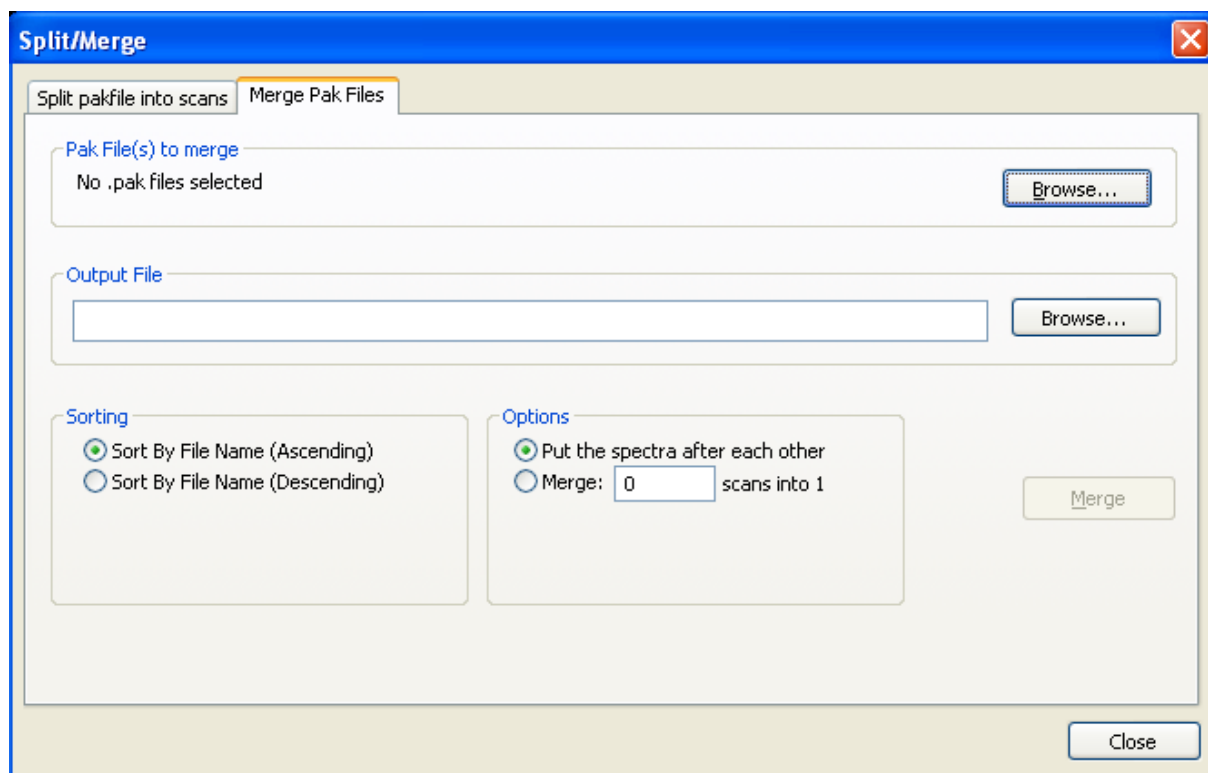 Split/Merge
Split pakfile into scans
Merge Pak Files
Pak File(s) to merge
No .pak files selected
Browse...
Output File
Browse...
Sorting
Sort By File Name (Ascending)
Sort By File Name (Descending)
Options
Put the spectra after each other
Merge: 0 scans into 1
Merge
Close